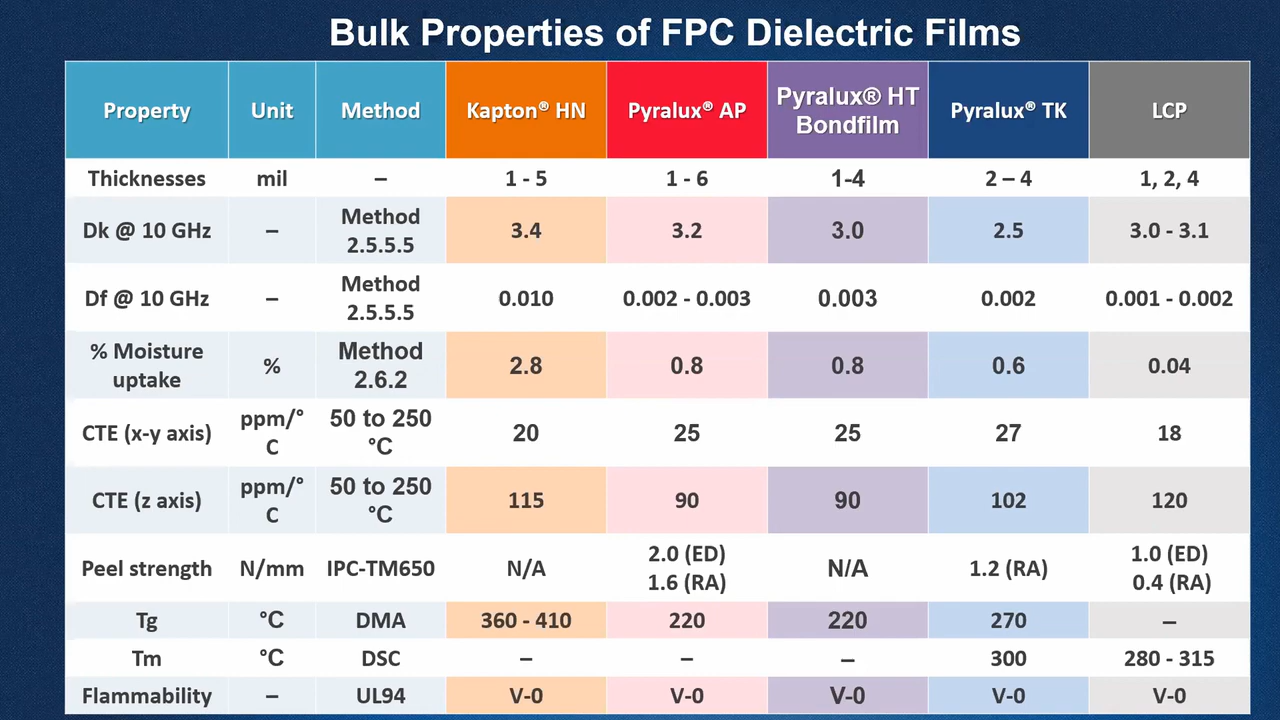 Bulk Properties of FPC Dielectric Films
Property Unit Method Kapton® HN Pyralux® AP Pyralux® HT Bondfilm Pyralux® TK LCP
Thicknesses mil – 1 - 5 1 - 6 1-4 2 – 4 1, 2, 4
Dk @ 10 GHz – Method 2.5.5.5 3.4 3.2 3.0 2.5 3.0 - 3.1
Df @ 10 GHz – Method 2.5.5.5 0.010 0.002 - 0.003 0.003 0.002 0.001 - 0.002
% Moisture uptake % Method 2.6.2 2.8 0.8 0.8 0.6 0.04
CTE (x-y axis) ppm/°C 50 to 250 °C 20 25 25 27 18
CTE (z axis) ppm/°C 50 to 250 °C 115 90 90 102 120
Peel strength N/mm IPC-TM650 N/A 2.0 (ED) 1.6 (RA) N/A 1.2 (RA) 1.0 (ED) 0.4 (RA)
Tg °C DMA 360 - 410 220 220 270 –
Tm °C DSC – – – 300 280 - 315
Flammability – UL94 V-0 V-0 V-0 V-0 V-0